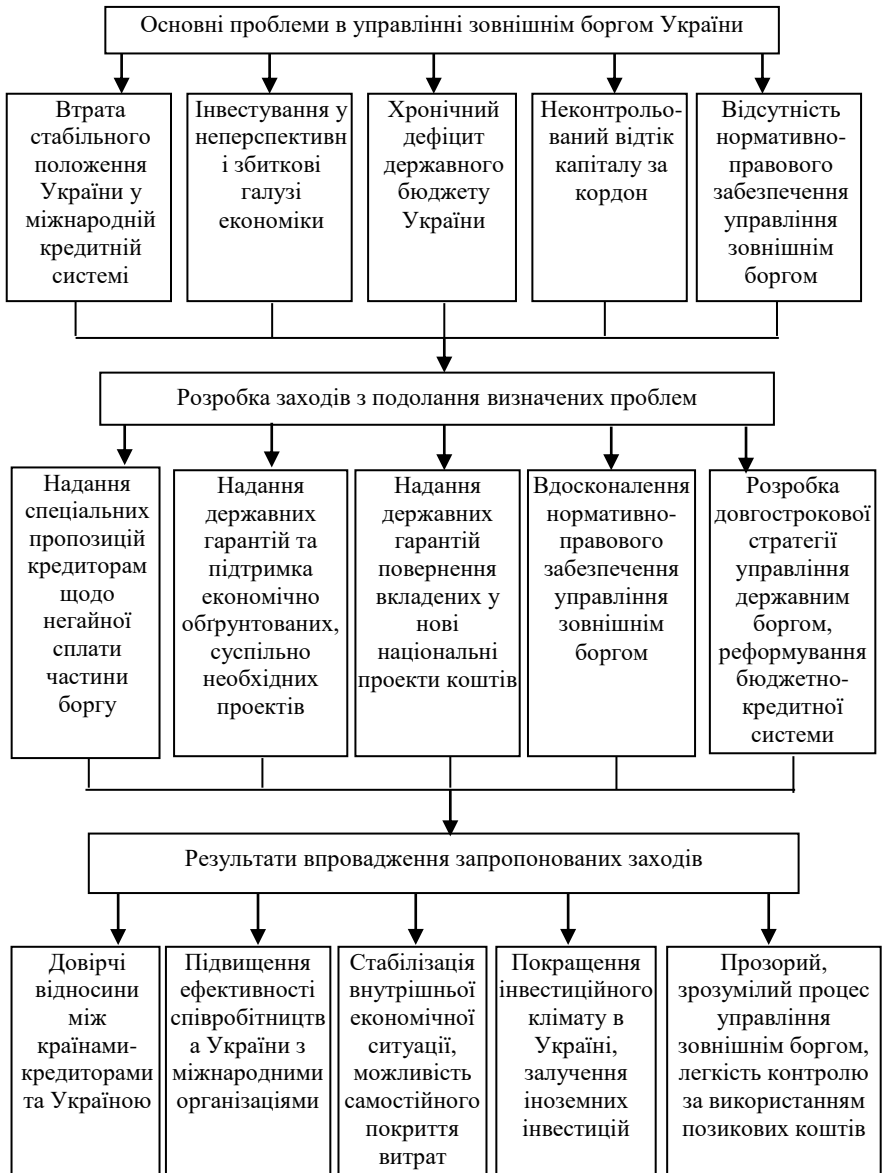 Основні проблеми в управлінні зовнішнім боргом України
Втрата
стабільного
положення
України у
міжнародній
кредитній
системі
Інвестування у
неперспективн
і збиткові
галузі
економіки
Хронічний
дефіцит
державного
бюджету
України
Неконтрольо-
ваний відтік
капіталу за
кордон
Відсутність
нормативно-
правового
забезпечення
управління
зовнішнім
боргом
Розробка заходів з подолання визначених проблем
Надання
спеціальних
пропозицій
кредиторам
щодо
негайної
сплати
частини
боргу
Надання
державних
гарантій та
підтримка
економічно
обґрунтованих,
суспільно
необхідних
проектів
Надання
державних
гарантій
повернення
вкладених у
нові
національні
проекти коштів
Вдосконалення
нормативно-
правового
забезпечення
управління
зовнішнім
боргом
Розробка
довгострокової
стратегії
управління
державним
боргом,
реформування
бюджетно-
кредитної
системи
Результати впровадження запропонованих заходів
Довірчі
відносини
між
країнами-
кредиторами
та Україною
Підвищення
ефективності
співробітництв
а України з
міжнародними
організаціями
Стабілізація
внутрішньої
економічної
ситуації,
можливість
самостійного
покриття
витрат
Покращення
інвестиційного
клімату в
Україні,
залучення
іноземних
інвестицій
Прозорий,
зрозумілий процес
управління
зовнішнім боргом,
легкість контролю
за використанням
позикових коштів